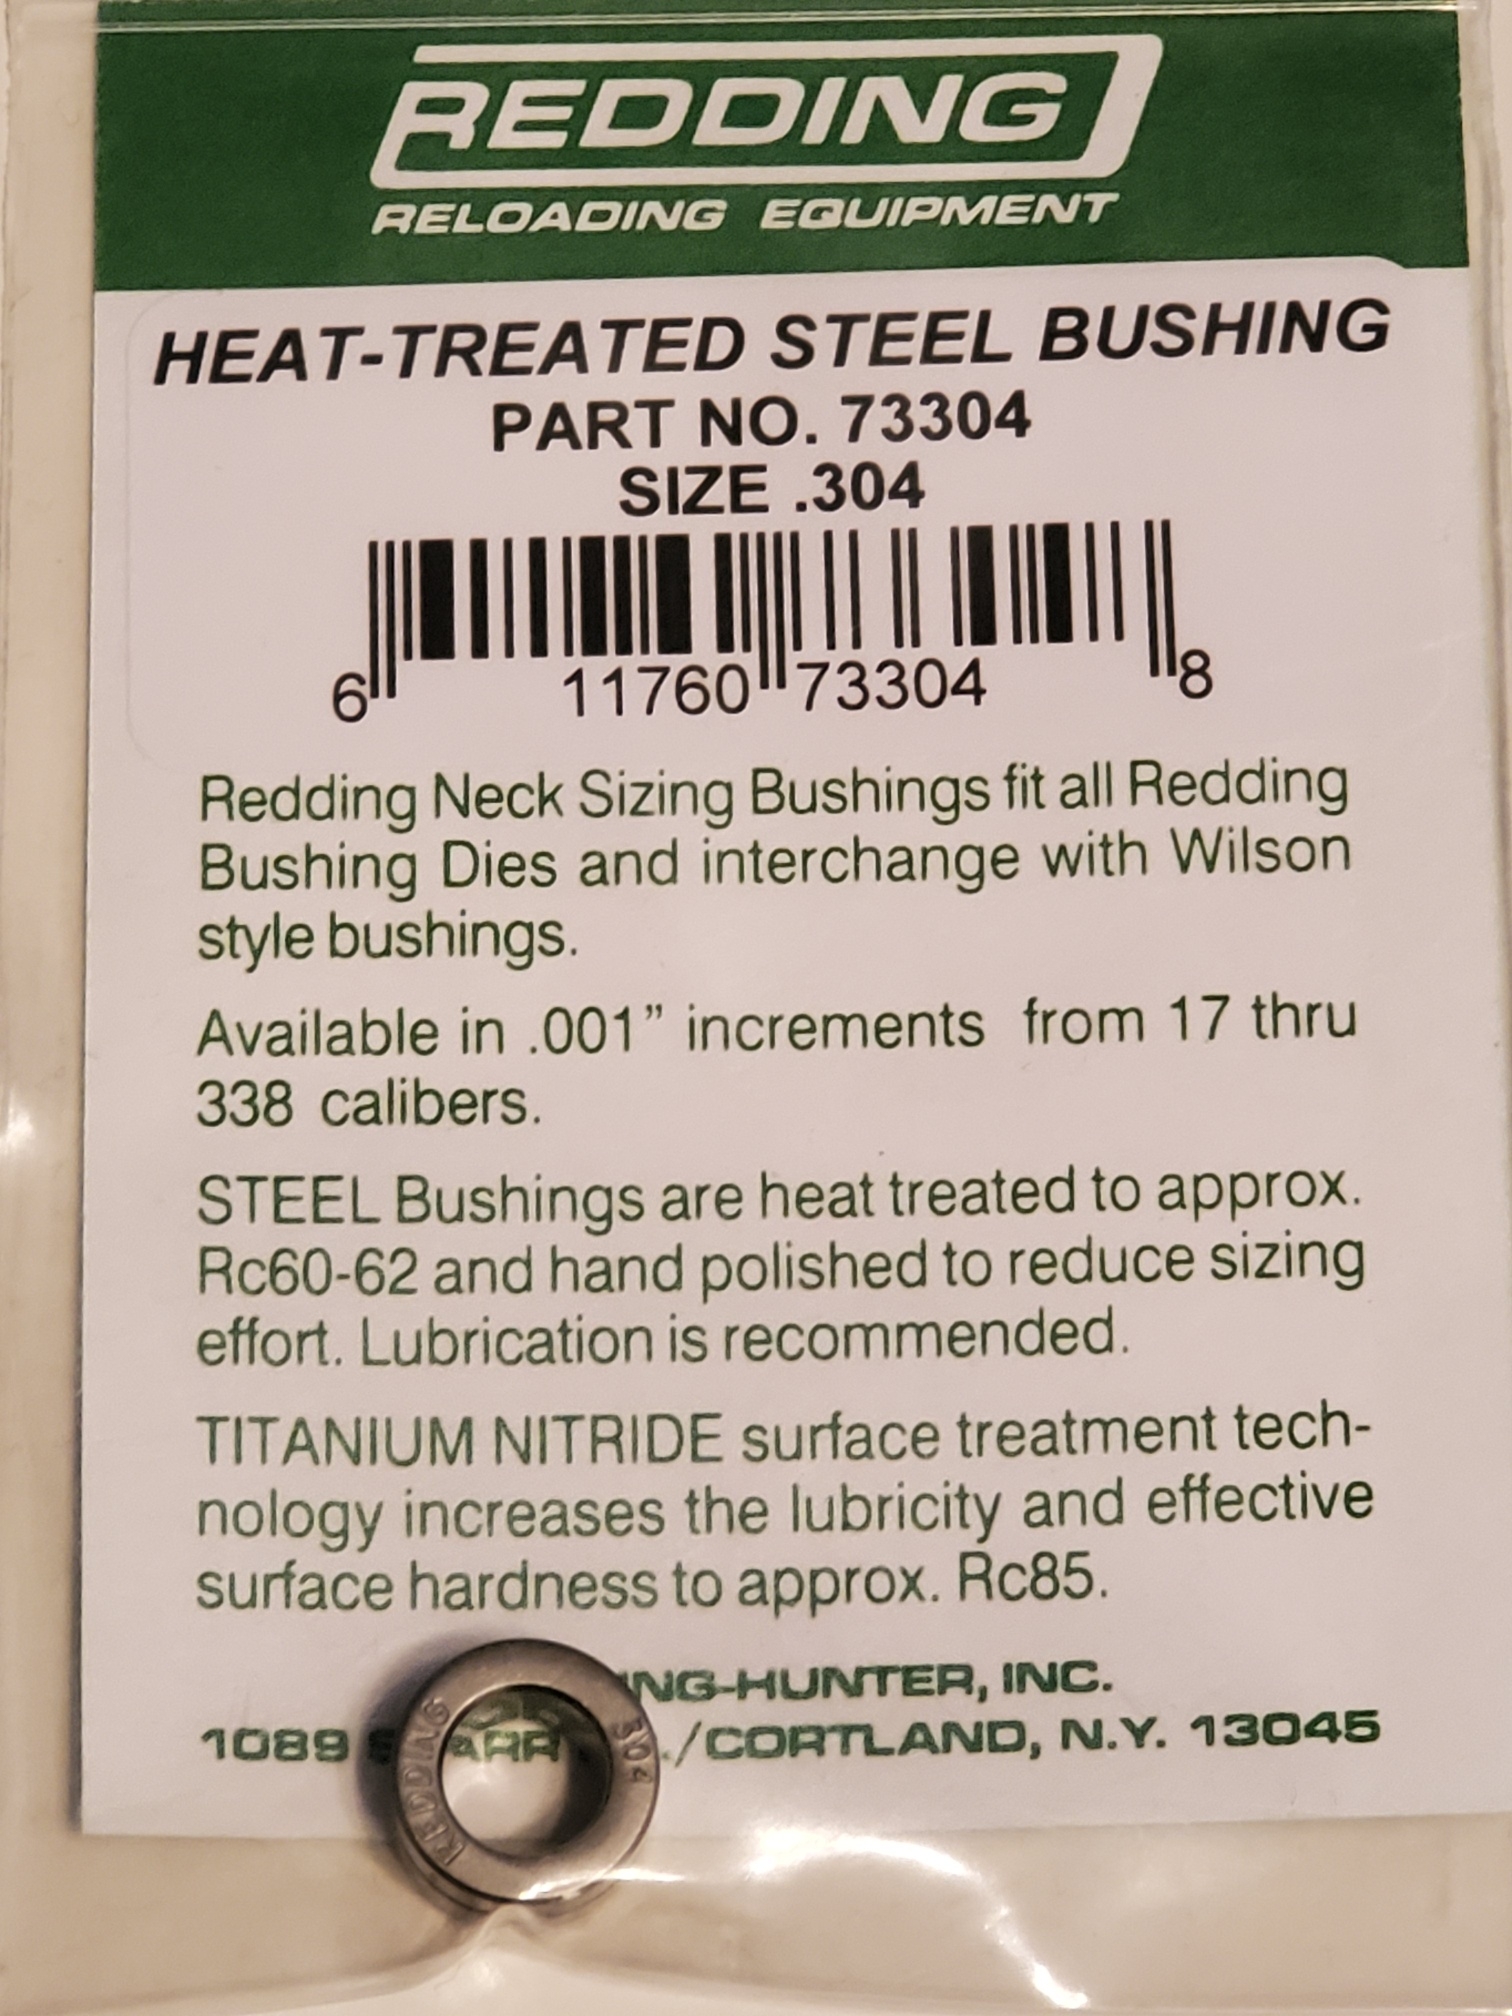 REDDING
RELOADING EQUIPMENT
HEAT-TREATED STEEL BUSHING
PART NO. 73304
SIZE .304
6 11760 73304 8
Redding Neck Sizing Bushings fit all Redding
Bushing Dies and interchange with Wilson
style bushings.
Available in .001” increments from 17 thru
338 calibers.
STEEL Bushings are heat treated to approx.
Rc60-62 and hand polished to reduce sizing
effort. Lubrication is recommended.
TITANIUM NITRIDE surface treatment tech-
nology increases the lubricity and effective
surface hardness to approx. Rc85.
NG-HUNTER, INC.
1089 ARR ./CORTLAND, N.Y. 13045
REDDING
304